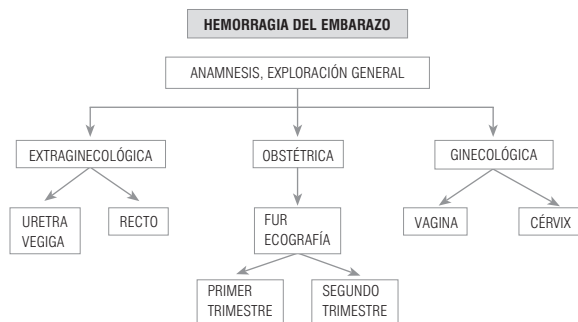 HEMORRAGIA DEL EMBARAZO
ANAMNESIS, EXPLORACIÓN GENERAL
EXTRAGINECOLÓGICA
OBSTÉTRICA
GINECOLÓGICA
URETRA
VEGIGA
RECTO
FUR
ECOGRAFÍA
VAGINA
CÉRVIX
PRIMER
TRIMESTRE
SEGUNDO
TRIMESTRE